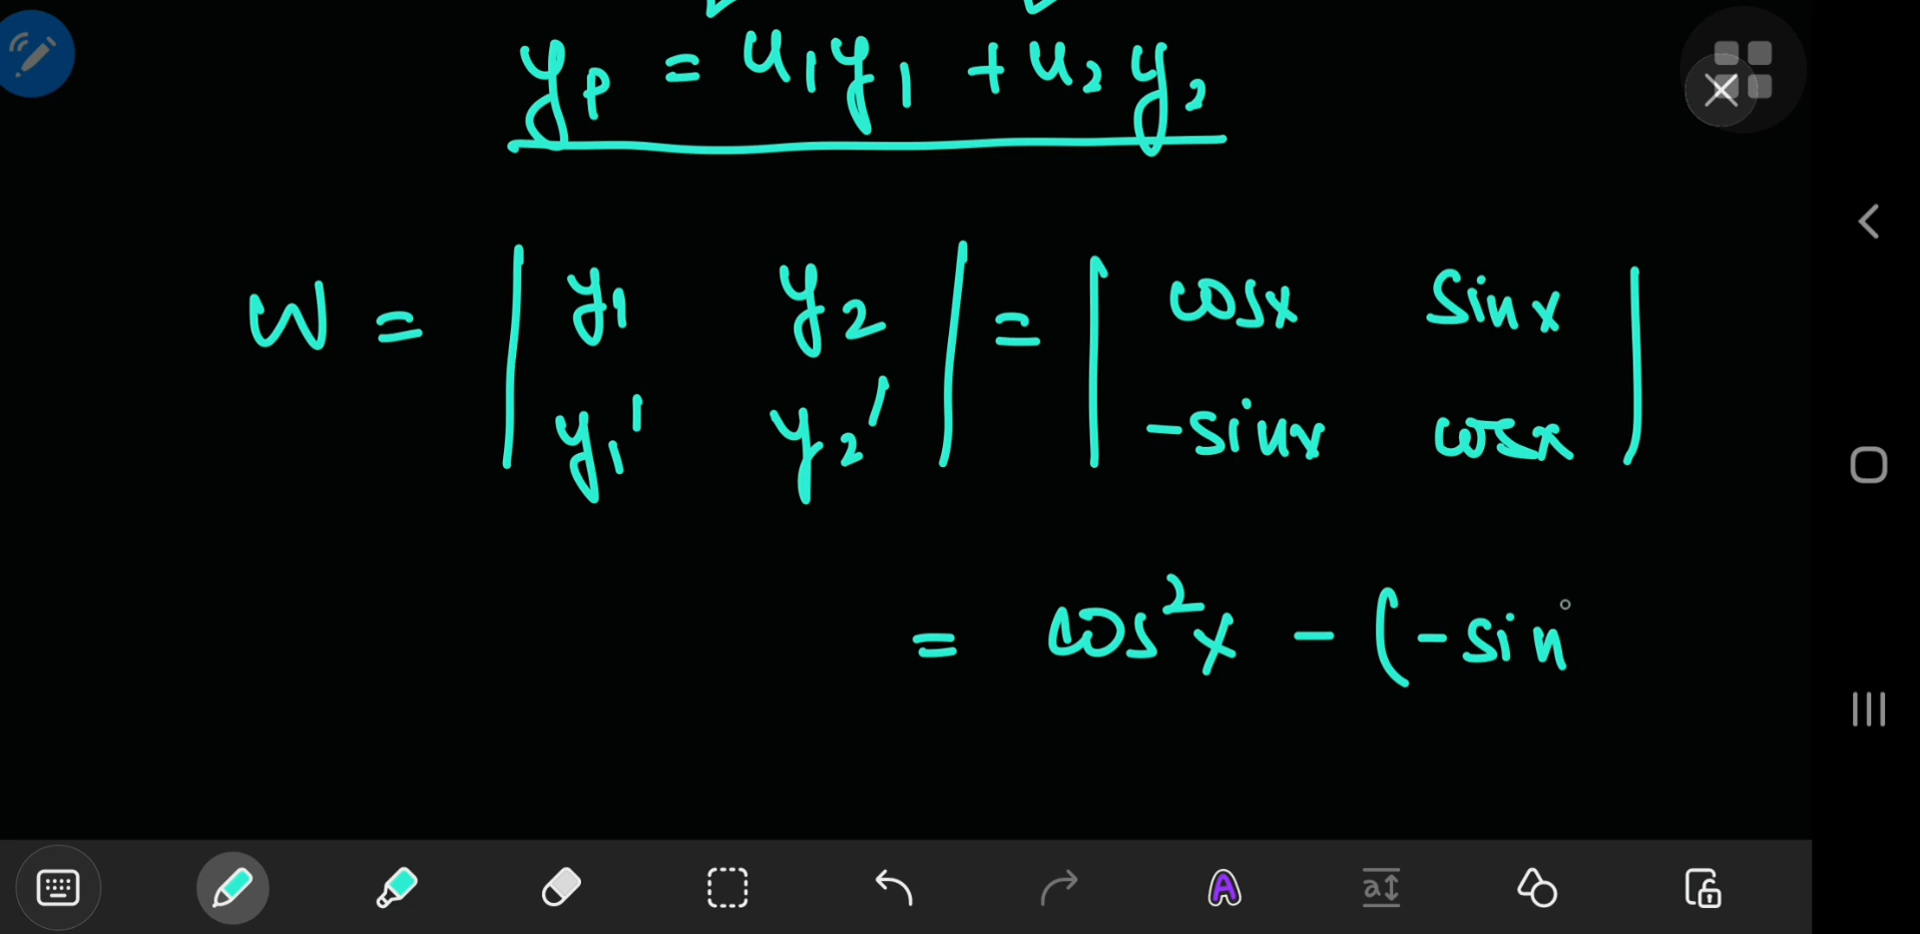 yp = u1y1 + u2y2
W = | y1 y2 | = | cosx sinx |
| y1' y2' | | -sinx cosx |
= cos²x - (-sin
A
a